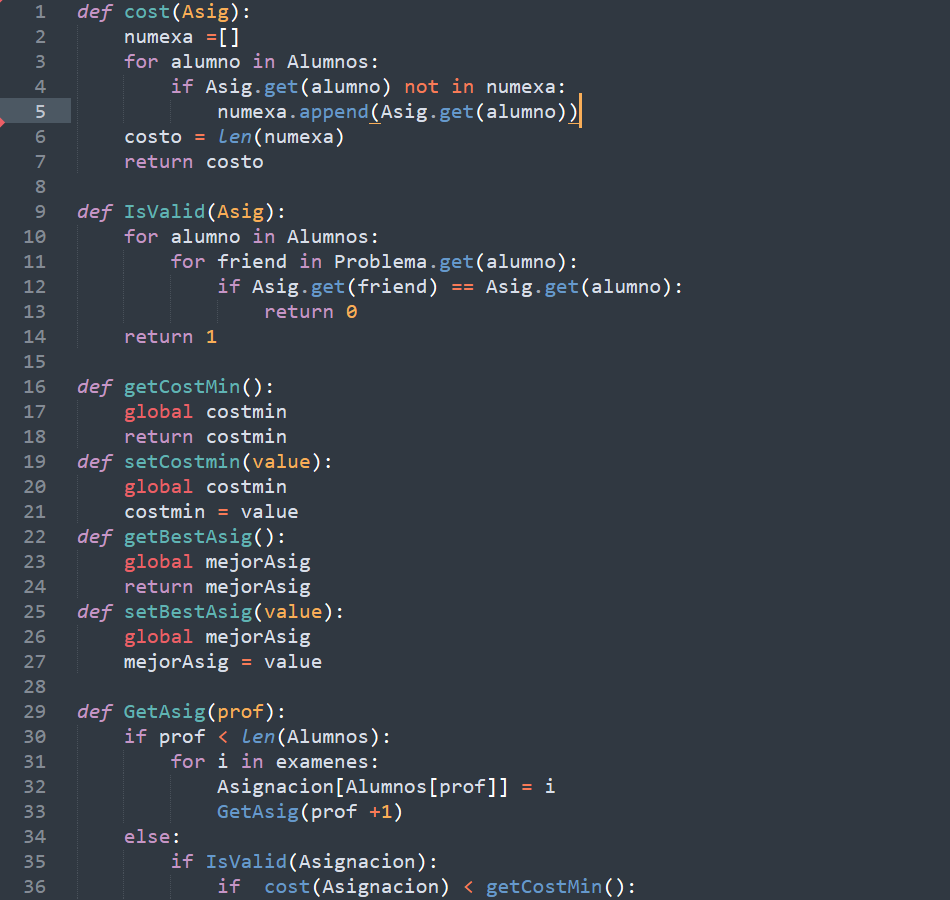 1 def cost(Asig):
2     numexa =[]
3     for alumno in Alumnos:
4         if Asig.get(alumno) not in numexa:
5             numexa.append(Asig.get(alumno))
6     costo = len(numexa)
7     return costo
8
9 def IsValid(Asig):
10     for alumno in Alumnos:
11         for friend in Problema.get(alumno):
12             if Asig.get(friend) == Asig.get(alumno):
13                 return 0
14     return 1
15
16 def getCostMin():
17     global costmin
18     return costmin
19 def setCostmin(value):
20     global costmin
21     costmin = value
22 def getBestAsig():
23     global mejorAsig
24     return mejorAsig
25 def setBestAsig(value):
26     global mejorAsig
27     mejorAsig = value
28
29 def GetAsig(prof):
30     if prof < len(Alumnos):
31         for i in examenes:
32             Asignacion[Alumnos[prof]] = i
33             GetAsig(prof +1)
34     else:
35         if IsValid(Asignacion):
36             if  cost(Asignacion) < getCostMin():